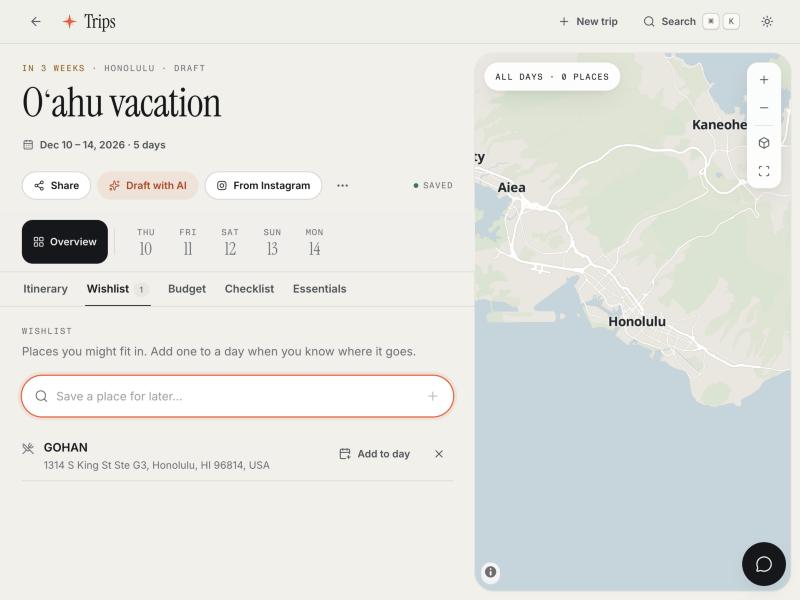 Trips
New trip
Search
⌘ K
IN 3 WEEKS · HONOLULU · DRAFT
Oʻahu vacation
Dec 10 – 14, 2026 · 5 days
Share
Draft with AI
From Instagram
SAVED
Overview
THU 10
FRI 11
SAT 12
SUN 13
MON 14
Itinerary
Wishlist 1
Budget
Checklist
Essentials
WISHLIST
Places you might fit in. Add one to a day when you know where it goes.
Save a place for later...
GOHAN
1314 S King St Ste G3, Honolulu, HI 96814, USA
Add to day
ALL DAYS · 0 PLACES
Kaneohe
ty
Aiea
Honolulu